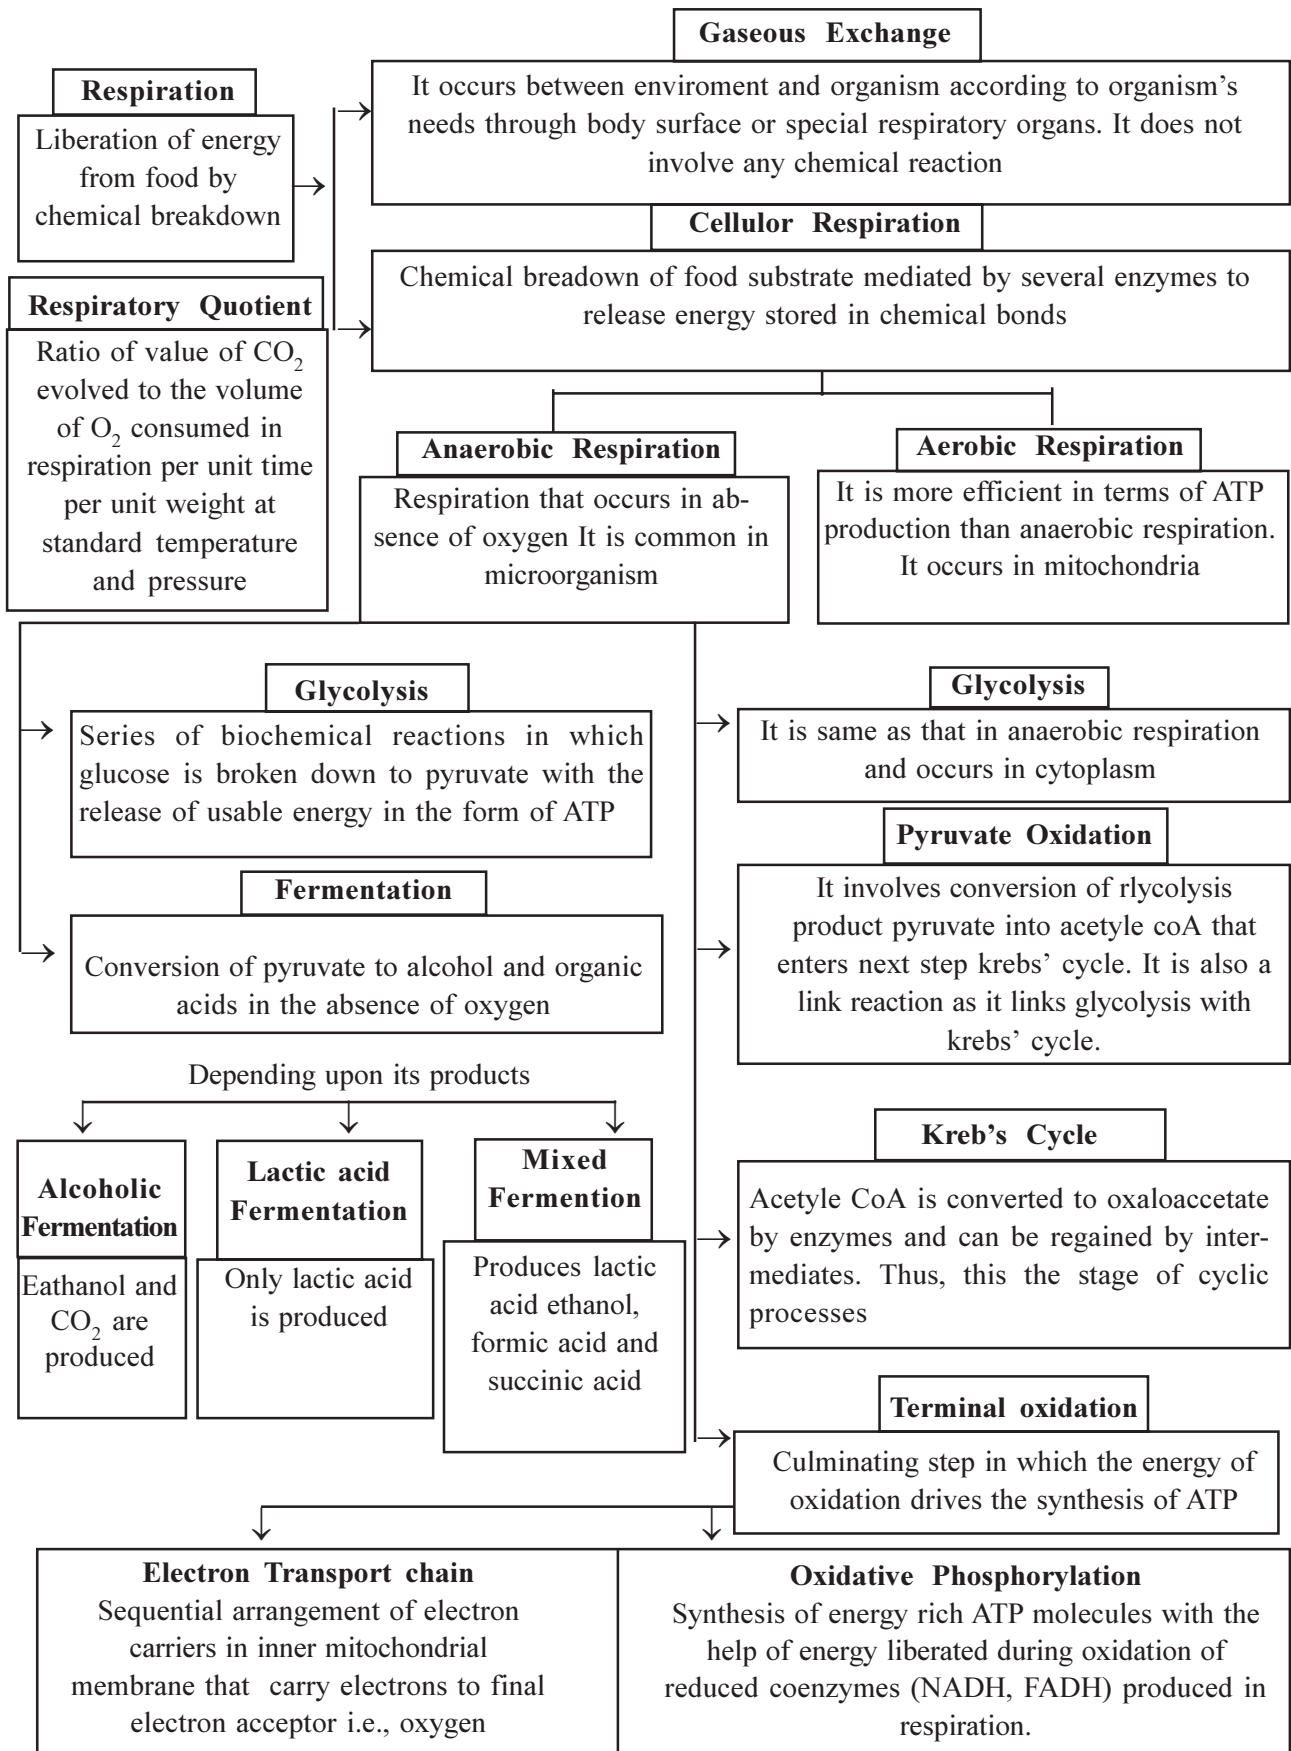 Gaseous Exchange
It occurs between enviroment and organism according to organism's
needs through body surface or special respiratory organs. It does not
involve any chemical reaction
Respiration
Liberation of energy
from food by
chemical breakdown
Cellulor Respiration
Chemical breadown of food substrate mediated by several enzymes to
release energy stored in chemical bonds
Respiratory Quotient
Ratio of value of CO₂
evolved to the volume
of O₂ consumed in
respiration per unit time
per unit weight at
standard temperature
and pressure
Anaerobic Respiration
Respiration that occurs in ab-
sence of oxygen It is common in
microorganism
Aerobic Respiration
It is more efficient in terms of ATP
production than anaerobic respiration.
It occurs in mitochondria
Glycolysis
Series of biochemical reactions in which
glucose is broken down to pyruvate with the
release of usable energy in the form of ATP
Fermentation
Conversion of pyruvate to alcohol and organic
acids in the absence of oxygen
Depending upon its products
Alcoholic
Fermentation
Eathanol and
CO₂ are
produced
Lactic acid
Fermentation
Only lactic acid
is produced
Mixed
Fermention
Produces lactic
acid ethanol,
formic acid and
succinic acid
Glycolysis
It is same as that in anaerobic respiration
and occurs in cytoplasm
Pyruvate Oxidation
It involves conversion of rlycolysis
product pyruvate into acetyle coA that
enters next step krebs' cycle. It is also a
link reaction as it links glycolysis with
krebs' cycle.
Kreb's Cycle
Acetyle CoA is converted to oxaloaccetate
by enzymes and can be regained by inter-
mediates. Thus, this the stage of cyclic
processes
Terminal oxidation
Culminating step in which the energy of
oxidation drives the synthesis of ATP
Electron Transport chain
Sequential arrangement of electron
carriers in inner mitochondrial
membrane that carry electrons to final
electron acceptor i.e., oxygen
Oxidative Phosphorylation
Synthesis of energy rich ATP molecules with the
help of energy liberated during oxidation of
reduced coenzymes (NADH, FADH) produced in
respiration.